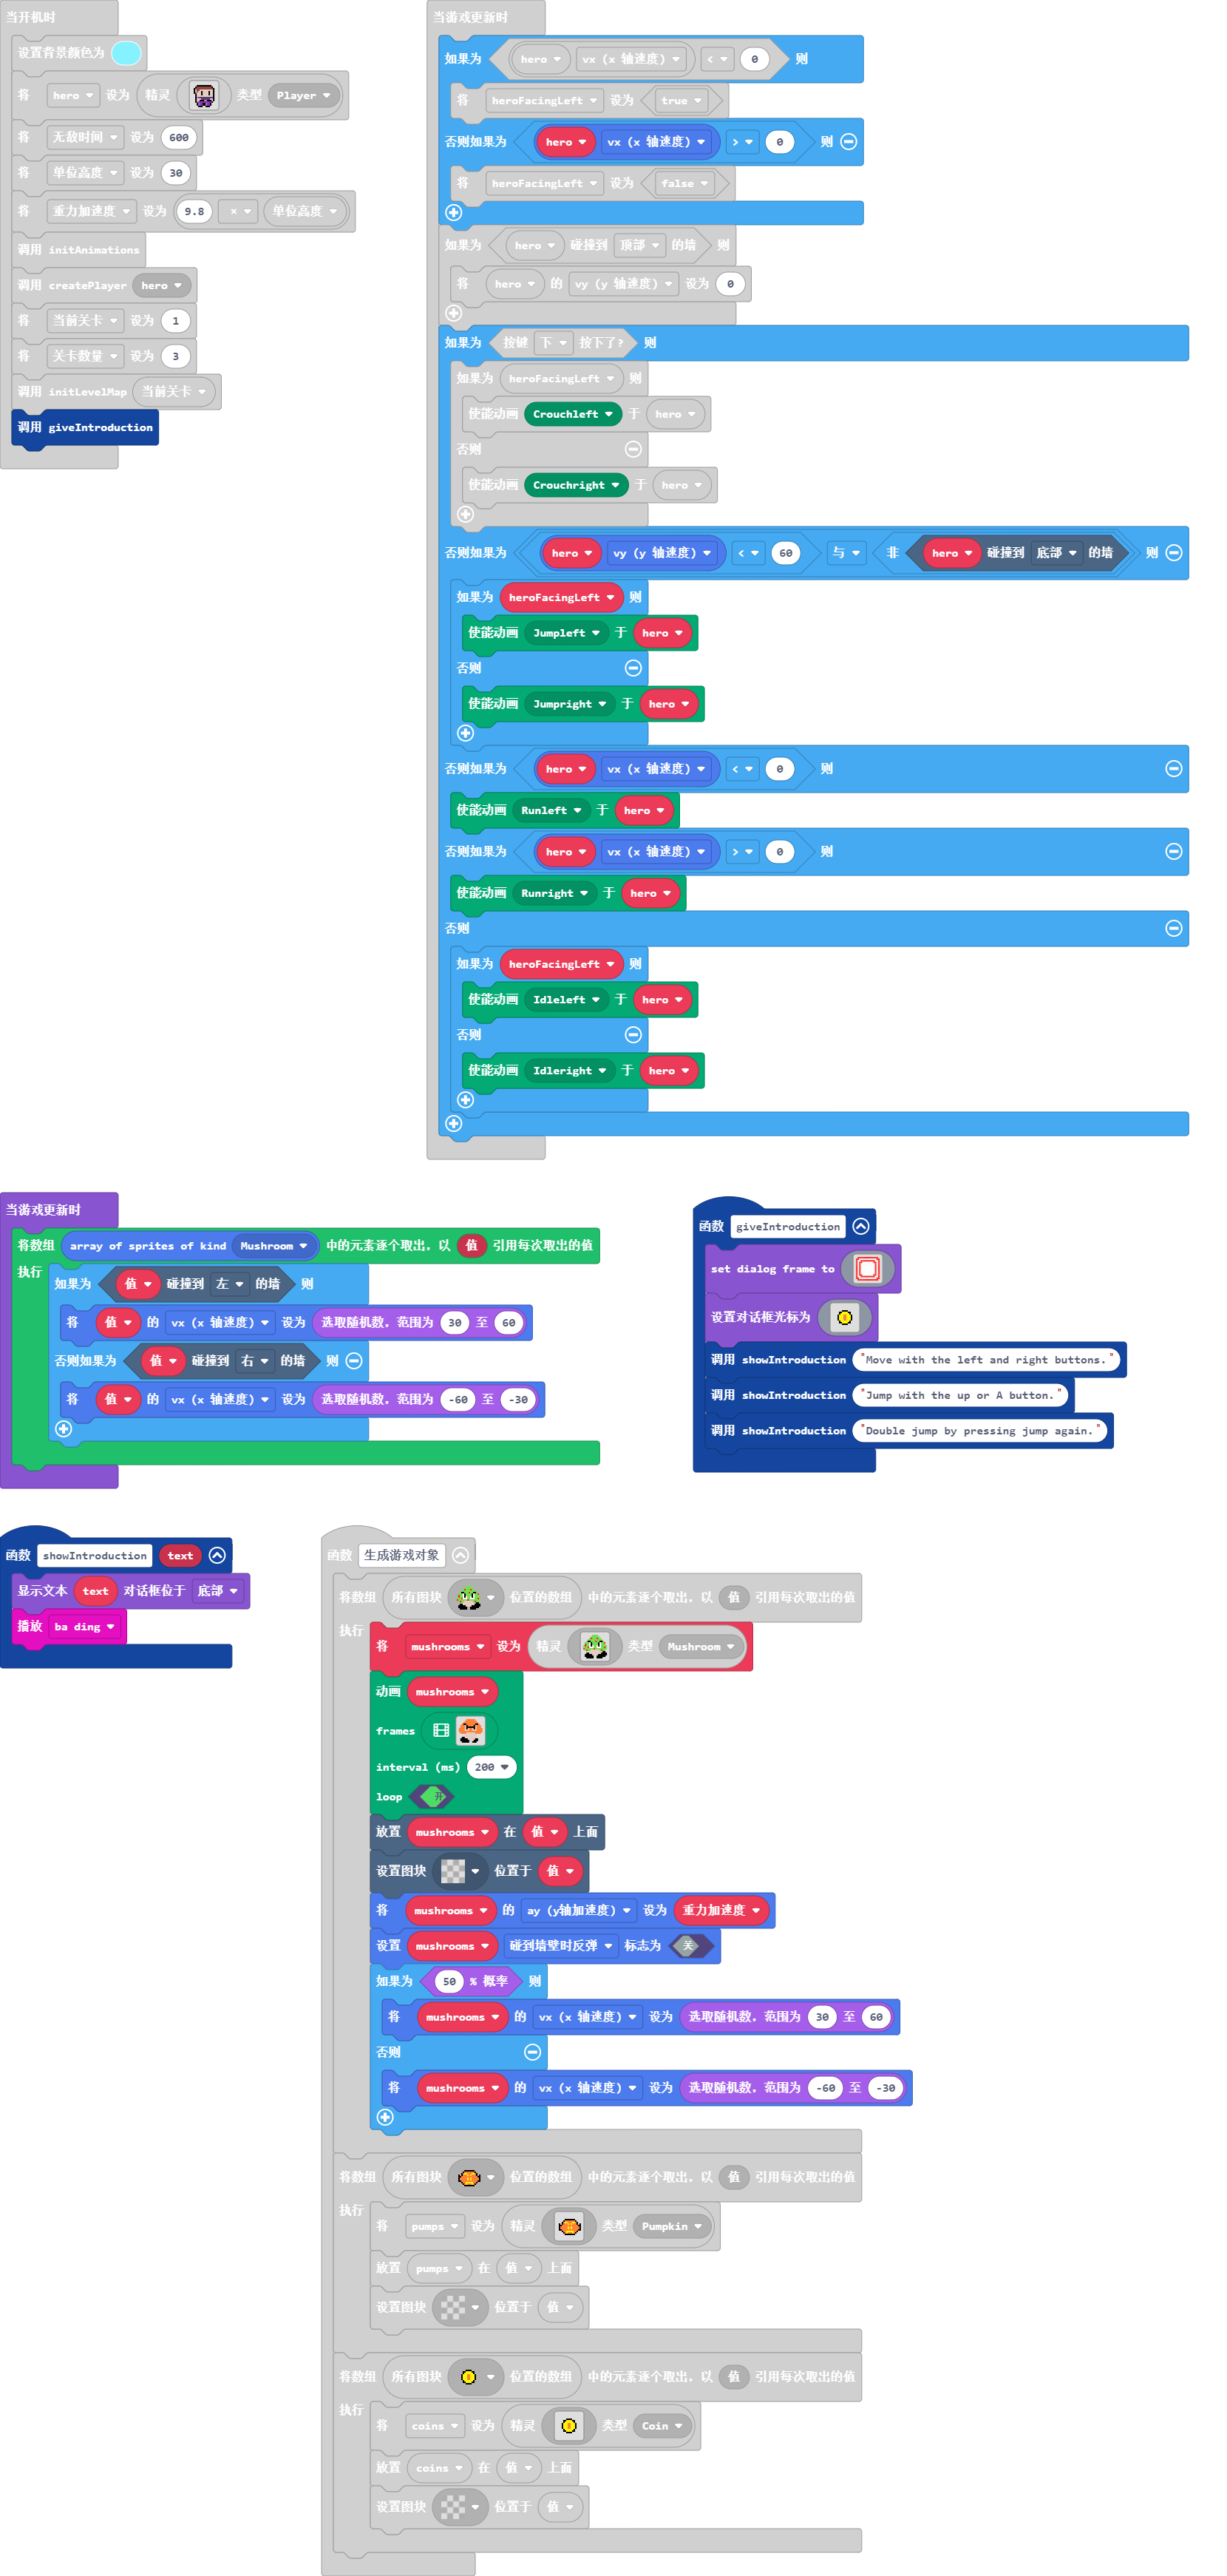 当开机时
设置背景颜色为
将 hero 设为 精灵 类型 Player
将 无敌时间 设为 600
将 单位高度 设为 30
将 重力加速度 设为 9.8 × 单位高度
调用 initAnimations
调用 createPlayer hero
将 当前关卡 设为 1
将 关卡数量 设为 3
调用 initLevelMap 当前关卡
调用 giveIntroduction
当游戏更新时
如果为 hero vx (x 轴速度) < 0 则
将 heroFacingLeft 设为 true
否则如果为 hero vx (x 轴速度) > 0 则
将 heroFacingLeft 设为 false
如果为 hero 碰撞到 顶部 的墙 则
将 hero 的 vy (y 轴速度) 设为 0
如果为 按键 下 按下了? 则
如果为 heroFacingLeft 则
使能动画 Crouchleft 于 hero
否则
使能动画 Crouchright 于 hero
否则如果为 hero vy (y 轴速度) < 60 与 非 hero 碰撞到 底部 的墙 则
如果为 heroFacingLeft 则
使能动画 Jumpleft 于 hero
否则
使能动画 Jumpright 于 hero
否则如果为 hero vx (x 轴速度) < 0 则
使能动画 Runleft 于 hero
否则如果为 hero vx (x 轴速度) > 0 则
使能动画 Runright 于 hero
否则
如果为 heroFacingLeft 则
使能动画 Idleleft 于 hero
否则
使能动画 Idleright 于 hero
当游戏更新时
将数组 array of sprites of kind Mushroom 中的元素逐个取出，以 值 引用每次取出的值
执行
如果为 值 碰撞到 左 的墙 则
将 值 的 vx (x 轴速度) 设为 选取随机数，范围为 30 至 60
否则如果为 值 碰撞到 右 的墙 则
将 值 的 vx (x 轴速度) 设为 选取随机数，范围为 -60 至 -30
函数 giveIntroduction
set dialog frame to
设置对话框光标为
调用 showIntroduction "Move with the left and right buttons."
调用 showIntroduction "Jump with the up or A button."
调用 showIntroduction "Double jump by pressing jump again."
函数 showIntroduction text
显示文本 text 对话框位于 底部
播放 ba ding
函数 生成游戏对象
将数组 所有图块 位置的数组 中的元素逐个取出，以 值 引用每次取出的值
执行
将 mushrooms 设为 精灵 类型 Mushroom
动画 mushrooms
frames
interval (ms) 200
loop 开
放置 mushrooms 在 值 上面
设置图块 位置于 值
将 mushrooms 的 ay (y轴加速度) 设为 重力加速度
设置 mushrooms 碰到墙壁时反弹 标志为 关
如果为 50 % 概率 则
将 mushrooms 的 vx (x 轴速度) 设为 选取随机数，范围为 30 至 60
否则
将 mushrooms 的 vx (x 轴速度) 设为 选取随机数，范围为 -60 至 -30
将数组 所有图块 位置的数组 中的元素逐个取出，以 值 引用每次取出的值
执行
将 pumps 设为 精灵 类型 Pumpkin
放置 pumps 在 值 上面
设置图块 位置于 值
将数组 所有图块 位置的数组 中的元素逐个取出，以 值 引用每次取出的值
执行
将 coins 设为 精灵 类型 Coin
放置 coins 在 值 上面
设置图块 位置于 值